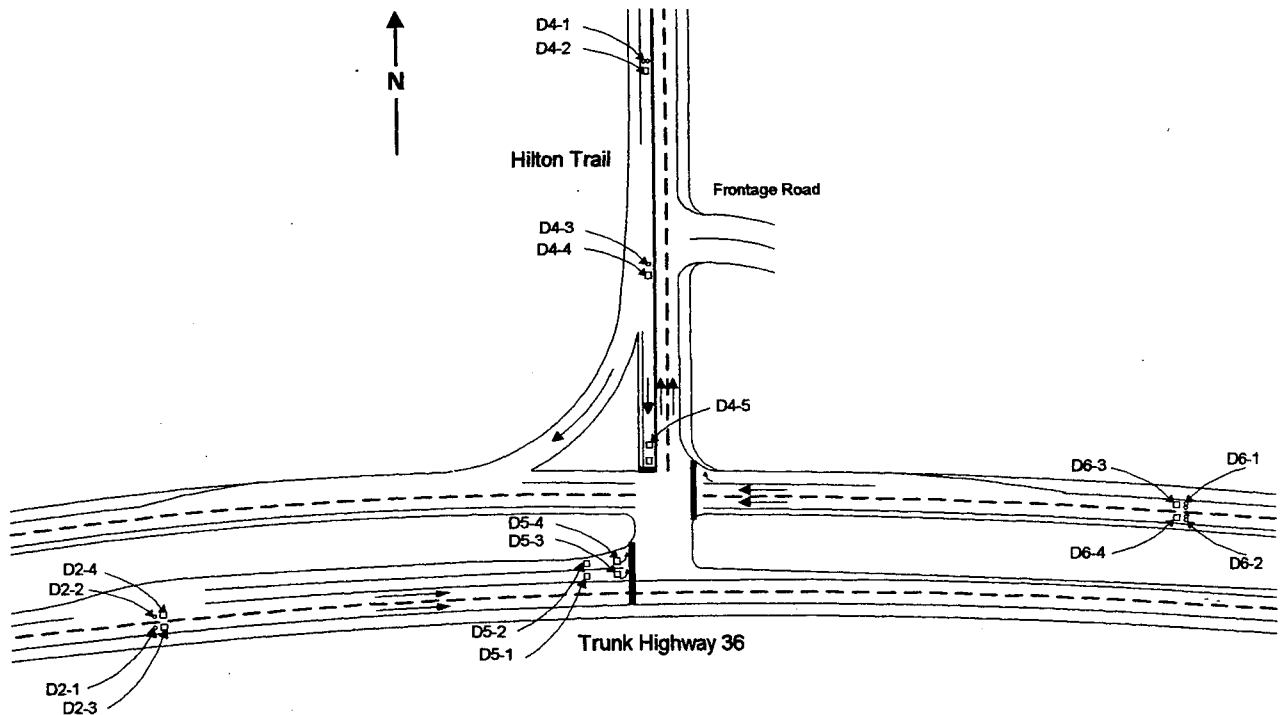 D4-1
D4-2
N
Hilton Trail
Frontage Road
D4-3
D4-4
D4-5
D6-3
D6-1
D6-4
D6-2
D5-4
D5-3
D2-4
D2-2
D5-2
D5-1
Trunk Highway 36
D2-1
D2-3